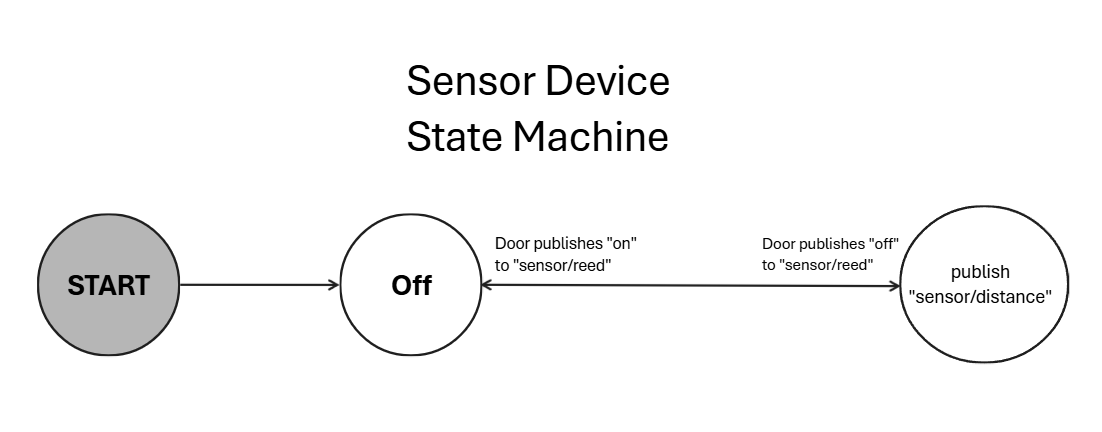 Sensor Device
State Machine
START
Off
Door publishes "on"
to "sensor/reed"
Door publishes "off"
to "sensor/reed"
publish
"sensor/distance"